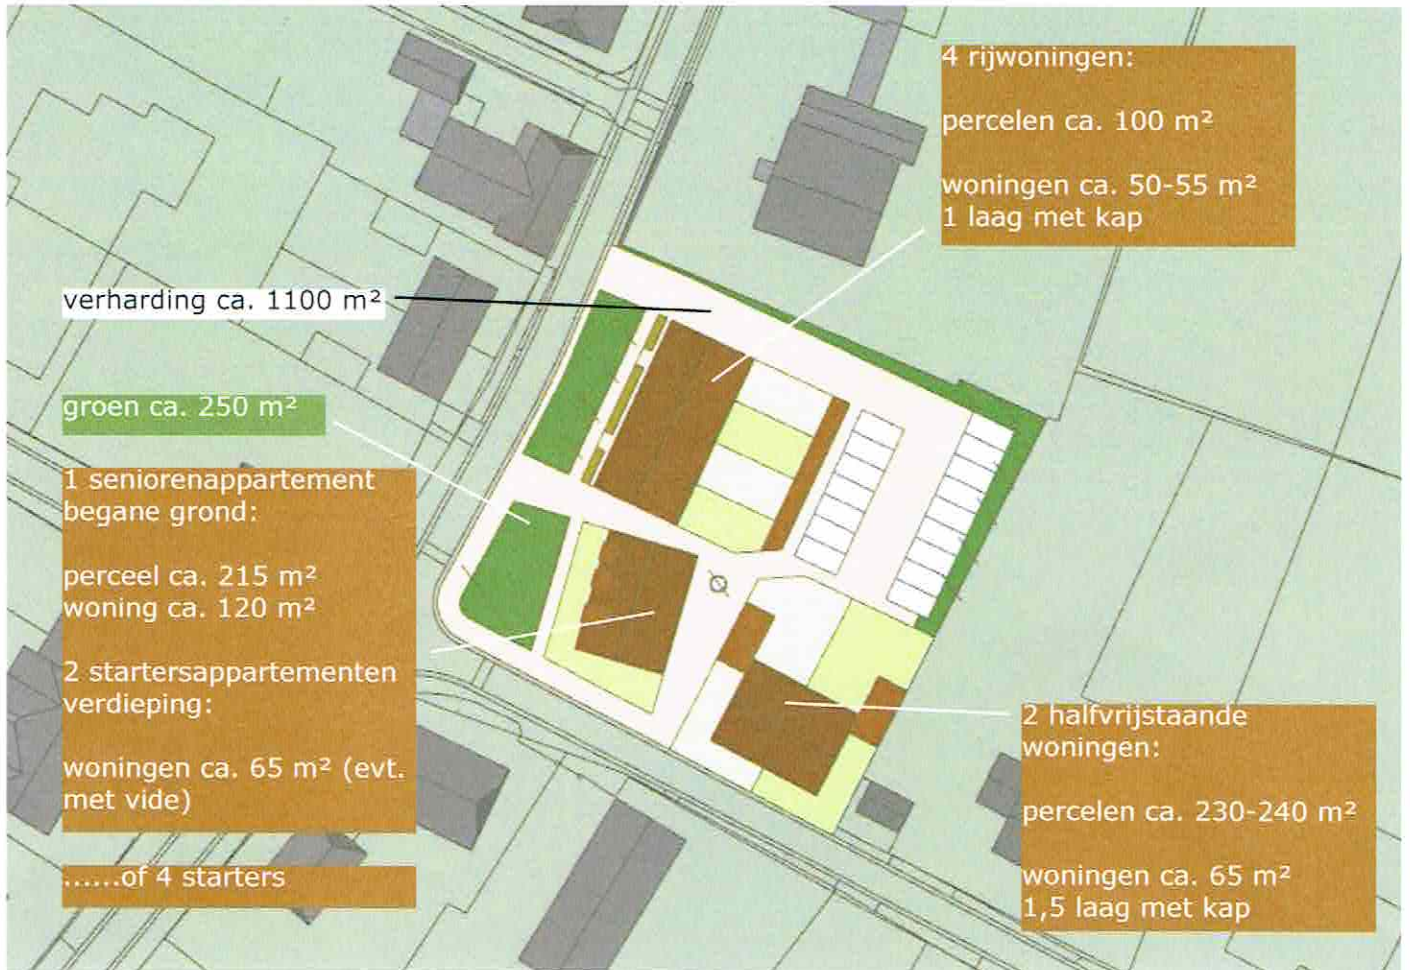 4 rijwoningen:
percelen ca. 100 m²
woningen ca. 50-55 m²
1 laag met kap
verharding ca. 1100 m²
groen ca. 250 m²
1 seniorenappartement
begane grond:
perceel ca. 215 m²
woning ca. 120 m²
2 startersappartementen
verdieping:
woningen ca. 65 m² (evt.
met vide)
......of 4 starters
2 halfvrijstaande
woningen:
percelen ca. 230-240 m²
woningen ca. 65 m²
1,5 laag met kap